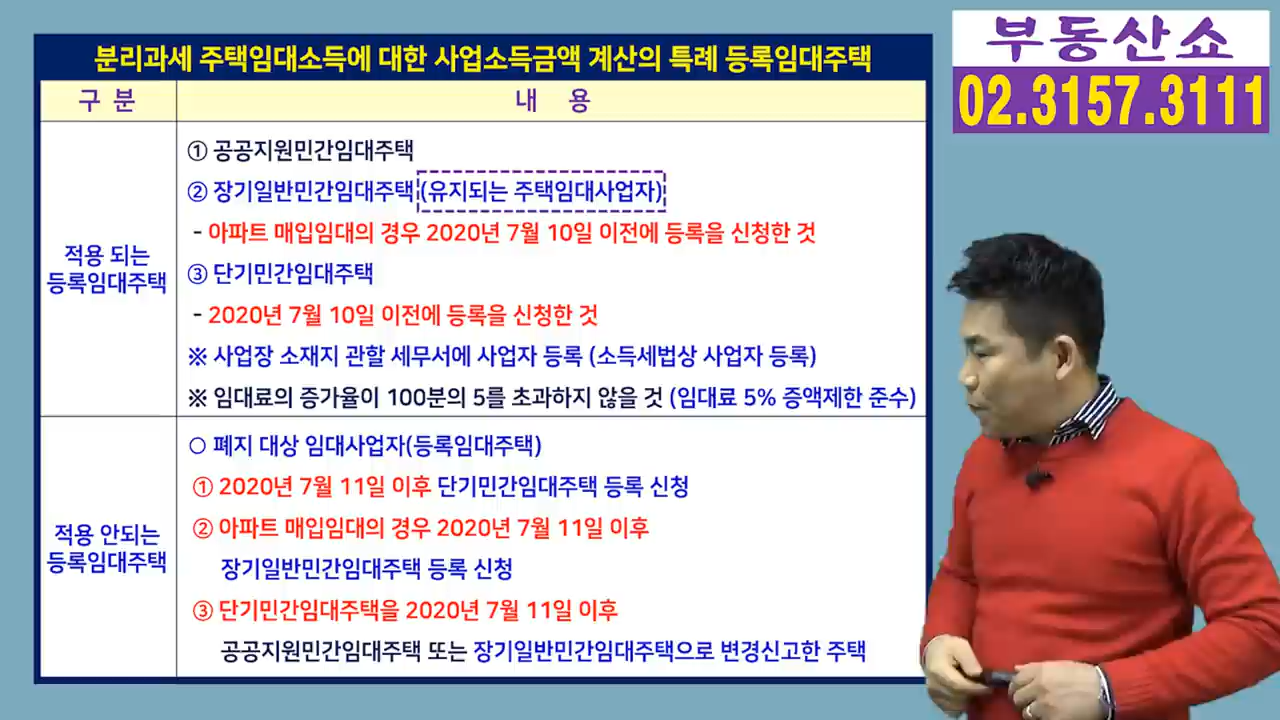 분리과세 주택임대소득에 대한 사업소득금액 계산의 특례 등록임대주택
부동산쇼
02.3157.3111
구 분
내 용
적용 되는
등록임대주택
① 공공지원민간임대주택
② 장기일반민간임대주택 (유지되는 주택임대사업자)
- 아파트 매입임대의 경우 2020년 7월 10일 이전에 등록을 신청한 것
③ 단기민간임대주택
- 2020년 7월 10일 이전에 등록을 신청한 것
※ 사업장 소재지 관할 세무서에 사업자 등록 (소득세법상 사업자 등록)
※ 임대료의 증가율이 100분의 5를 초과하지 않을 것 (임대료 5% 증액제한 준수)
적용 안되는
등록임대주택
○ 폐지 대상 임대사업자(등록임대주택)
① 2020년 7월 11일 이후 단기민간임대주택 등록 신청
② 아파트 매입임대의 경우 2020년 7월 11일 이후
장기일반민간임대주택 등록 신청
③ 단기민간임대주택을 2020년 7월 11일 이후
공공지원민간임대주택 또는 장기일반민간임대주택으로 변경신고한 주택